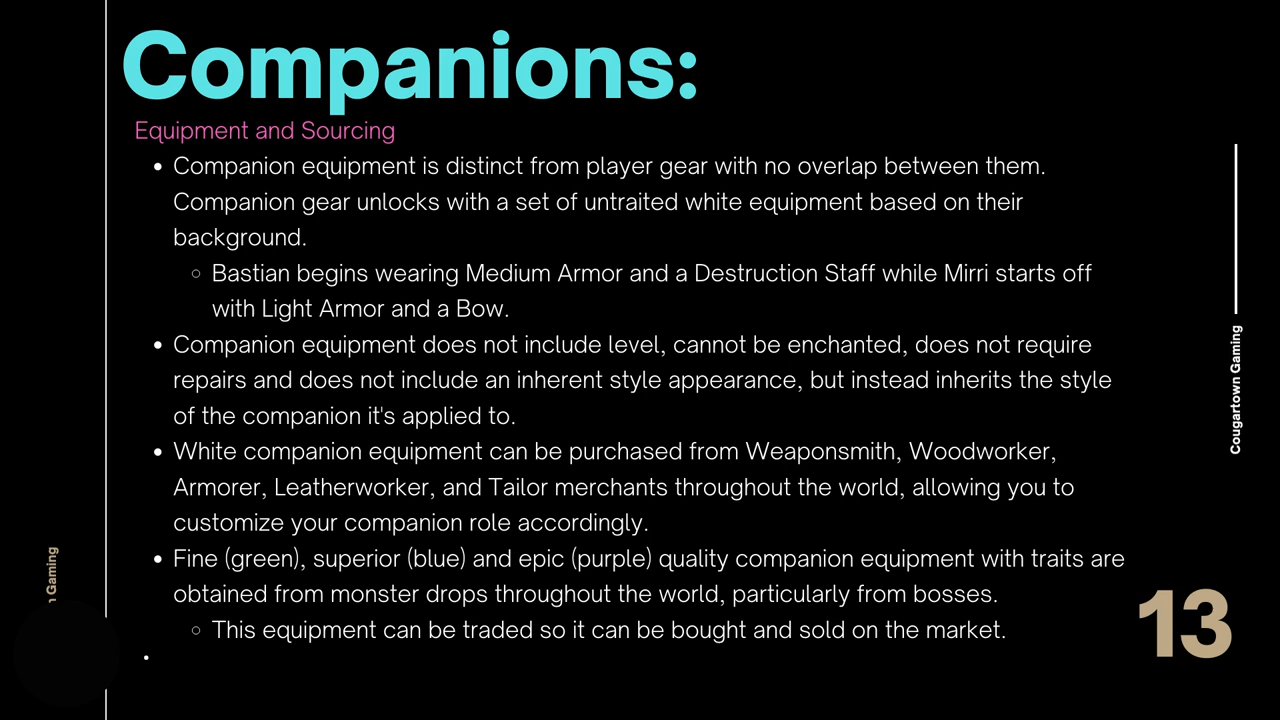 Companions:
Equipment and Sourcing
• Companion equipment is distinct from player gear with no overlap between them.
Companion gear unlocks with a set of untraited white equipment based on their
background.
○ Bastian begins wearing Medium Armor and a Destruction Staff while Mirri starts off
with Light Armor and a Bow.
• Companion equipment does not include level, cannot be enchanted, does not require
repairs and does not include an inherent style appearance, but instead inherits the style
of the companion it's applied to.
• White companion equipment can be purchased from Weaponsmith, Woodworker,
Armorer, Leatherworker, and Tailor merchants throughout the world, allowing you to
customize your companion role accordingly.
• Fine (green), superior (blue) and epic (purple) quality companion equipment with traits are
obtained from monster drops throughout the world, particularly from bosses.
○ This equipment can be traded so it can be bought and sold on the market.
•
Cougartown Gaming
Gaming
13